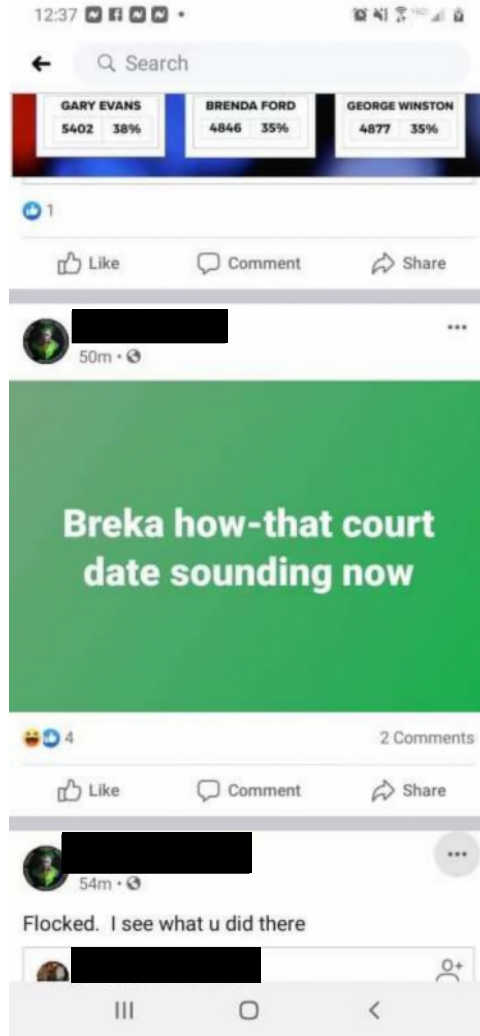 12:37
Search
GARY EVANS BRENDA FORD GEORGE WINSTON
5402 38% 4846 35% 4877 35%
1
Like Comment Share
50m
Breka how-that court
date sounding now
4 2 Comments
Like Comment Share
54m
Flocked. I see what u did there